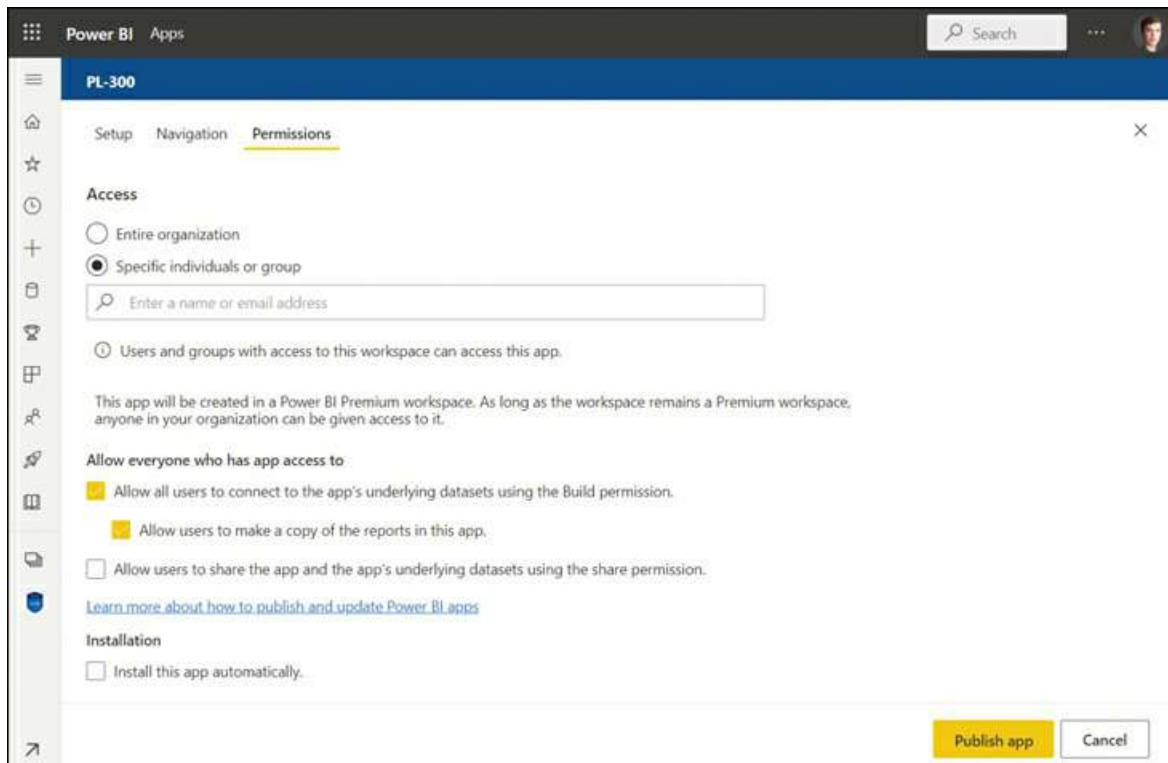 Power BI Apps
Search
PL-300
Setup Navigation Permissions
Access
Entire organization
Specific individuals or group
Enter a name or email address
Users and groups with access to this workspace can access this app.
This app will be created in a Power BI Premium workspace. As long as the workspace remains a Premium workspace,
anyone in your organization can be given access to it.
Allow everyone who has app access to
Allow all users to connect to the app's underlying datasets using the Build permission.
Allow users to make a copy of the reports in this app.
Allow users to share the app and the app's underlying datasets using the share permission.
Learn more about how to publish and update Power BI apps
Installation
Install this app automatically.
Publish app Cancel